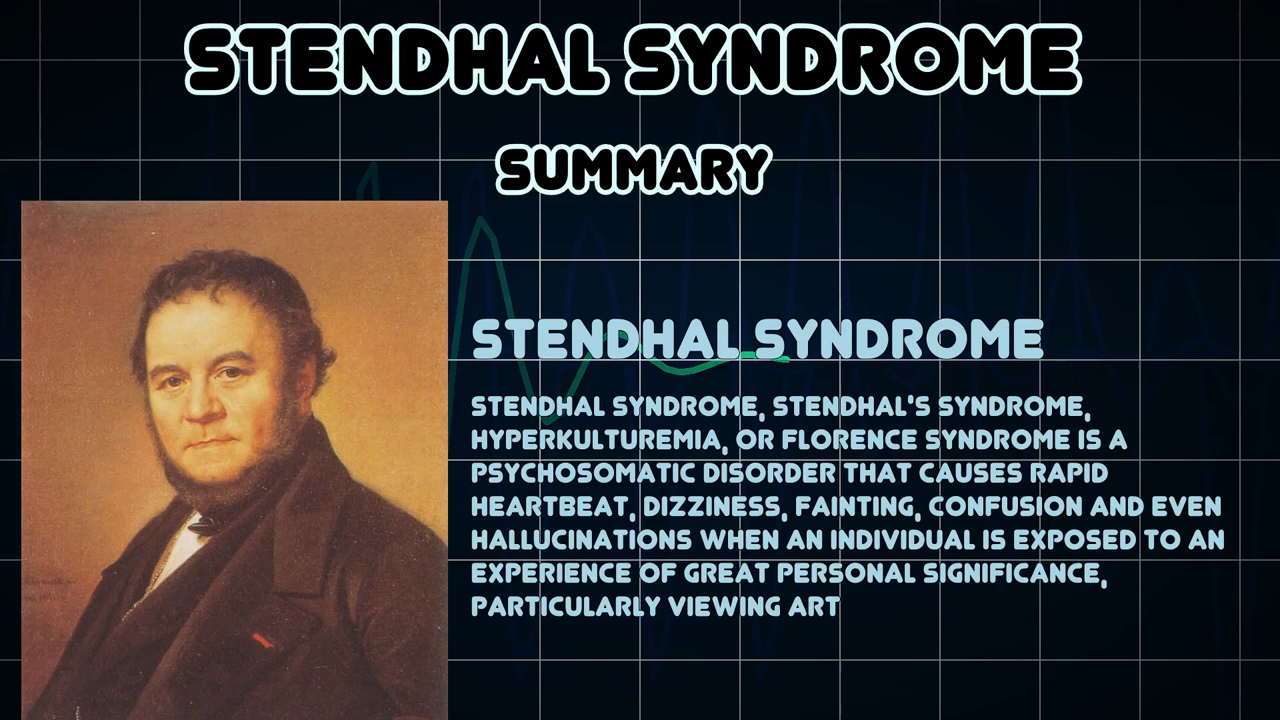 STENDHAL SYNDROME
SUMMARY
STENDHAL SYNDROME
STENDHAL SYNDROME, STENDHAL'S SYNDROME,
HYPERKULTUREMIA, OR FLORENCE SYNDROME IS A
PSYCHOSOMATIC DISORDER THAT CAUSES RAPID
HEARTBEAT, DIZZINESS, FAINTING, CONFUSION AND EVEN
HALLUCINATIONS WHEN AN INDIVIDUAL IS EXPOSED TO AN
EXPERIENCE OF GREAT PERSONAL SIGNIFICANCE,
PARTICULARLY VIEWING ART